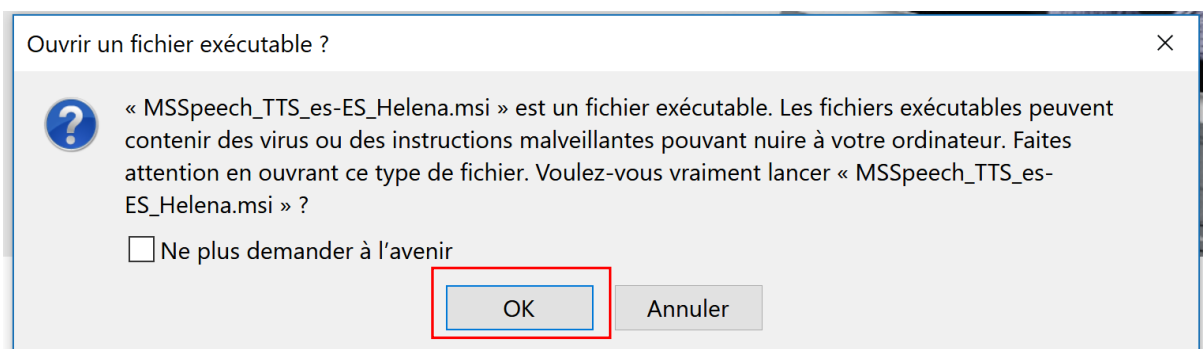 Ouvrir un fichier exécutable ?
« MSSpeech_TTS_es-ES_Helena.msi » est un fichier exécutable. Les fichiers exécutables peuvent
contenir des virus ou des instructions malveillantes pouvant nuire à votre ordinateur. Faites
attention en ouvrant ce type de fichier. Voulez-vous vraiment lancer « MSSpeech_TTS_es-
ES_Helena.msi » ?
Ne plus demander à l’avenir
OK Annuler